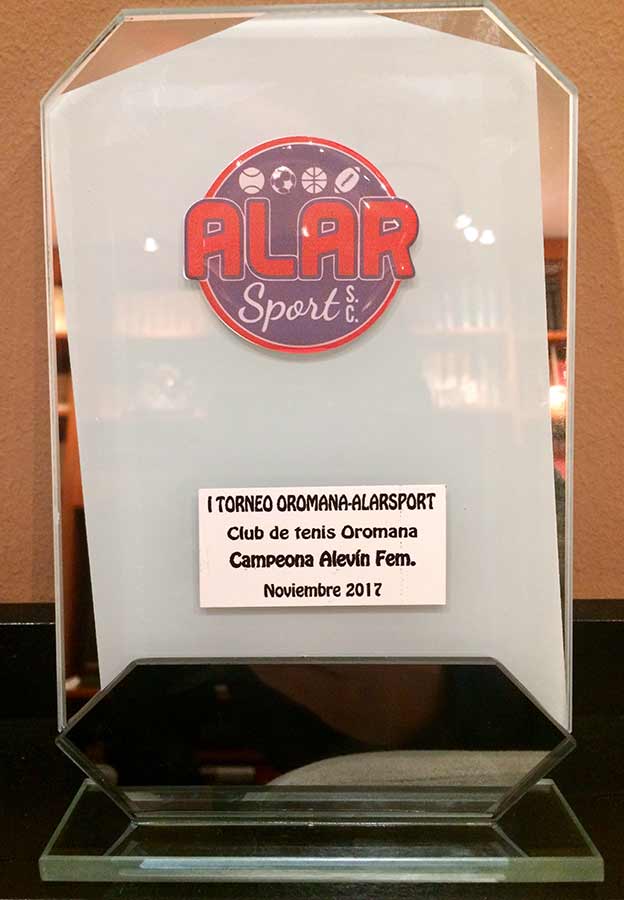 ALAR
Sport S.C.
I TORNEO OROMANA-ALARSPORT
Club de tenis Oromana
Campeona Alevín Fem.
Noviembre 2017